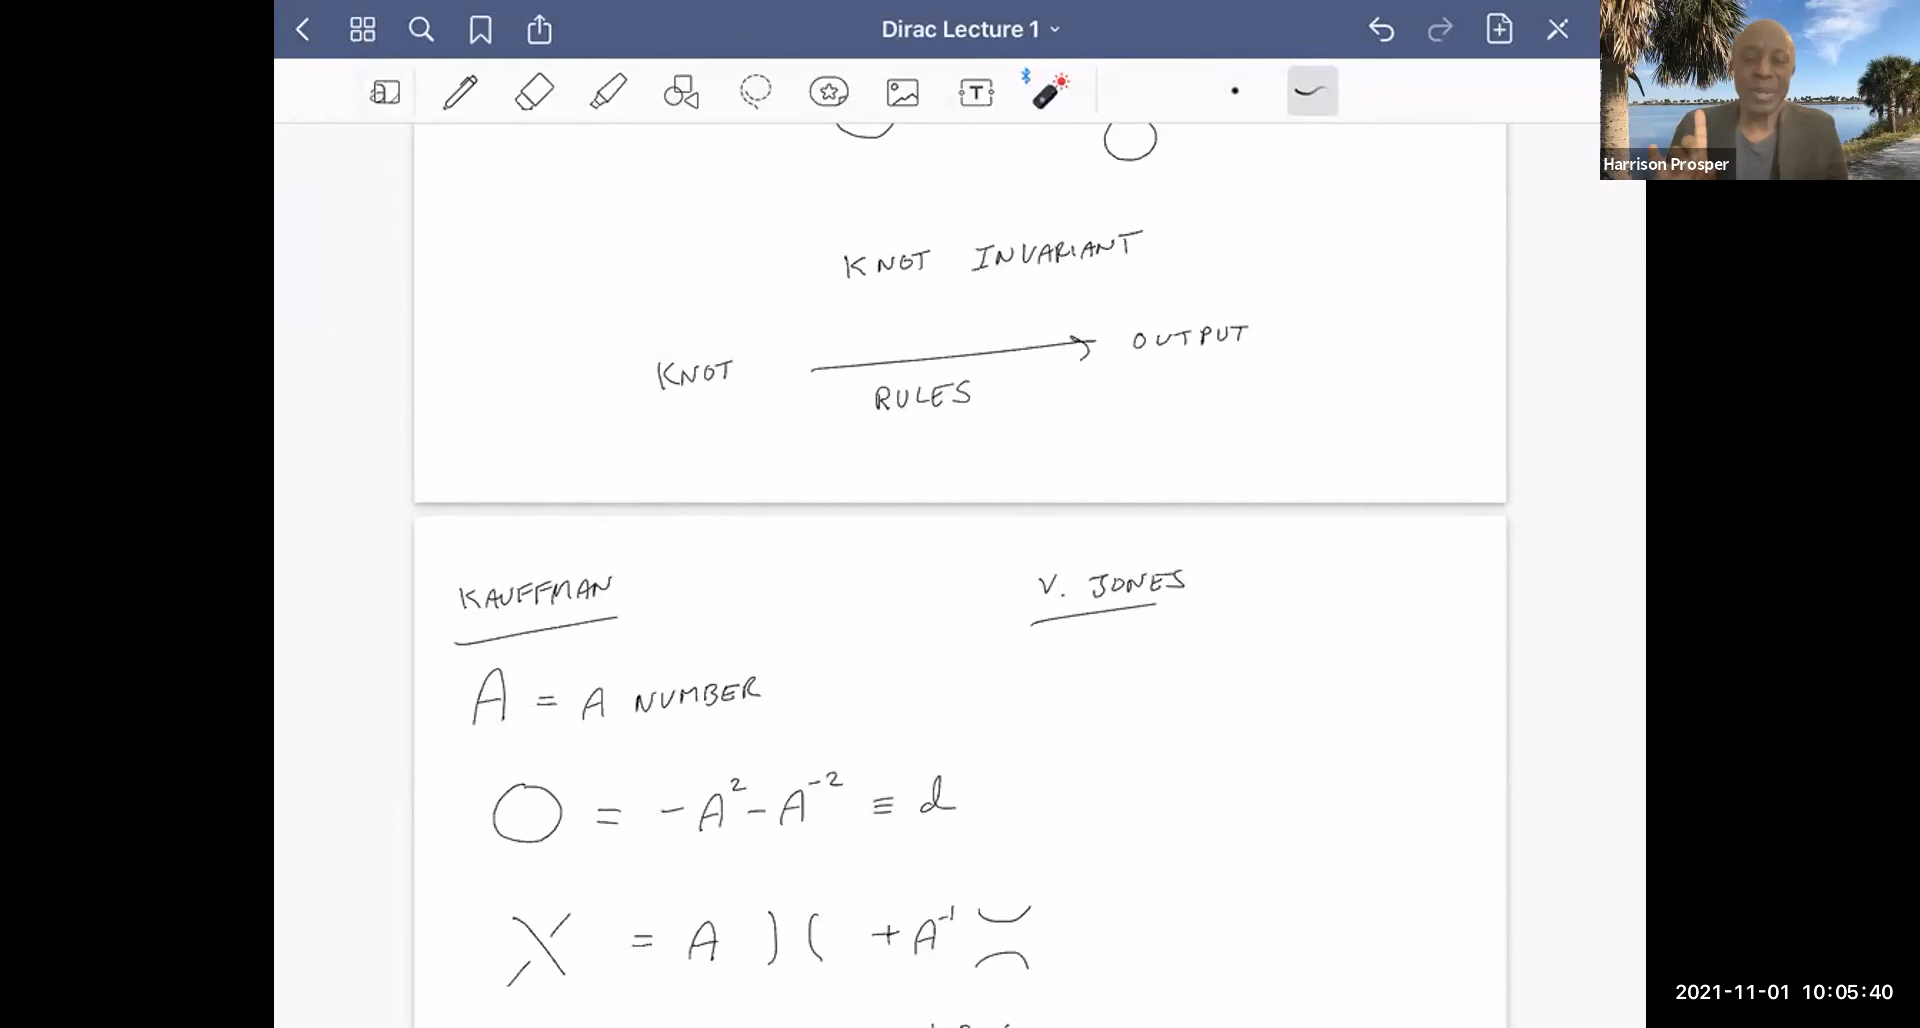 Dirac Lecture 1
Harrison Prosper
KNOT INVARIANT
KNOT
RULES
OUTPUT
KAUFFMAN
V. JONES
A = A NUMBER
= -A² - A⁻² ≡ d
= A ) ( + A⁻¹
2021-11-01 10:05:40